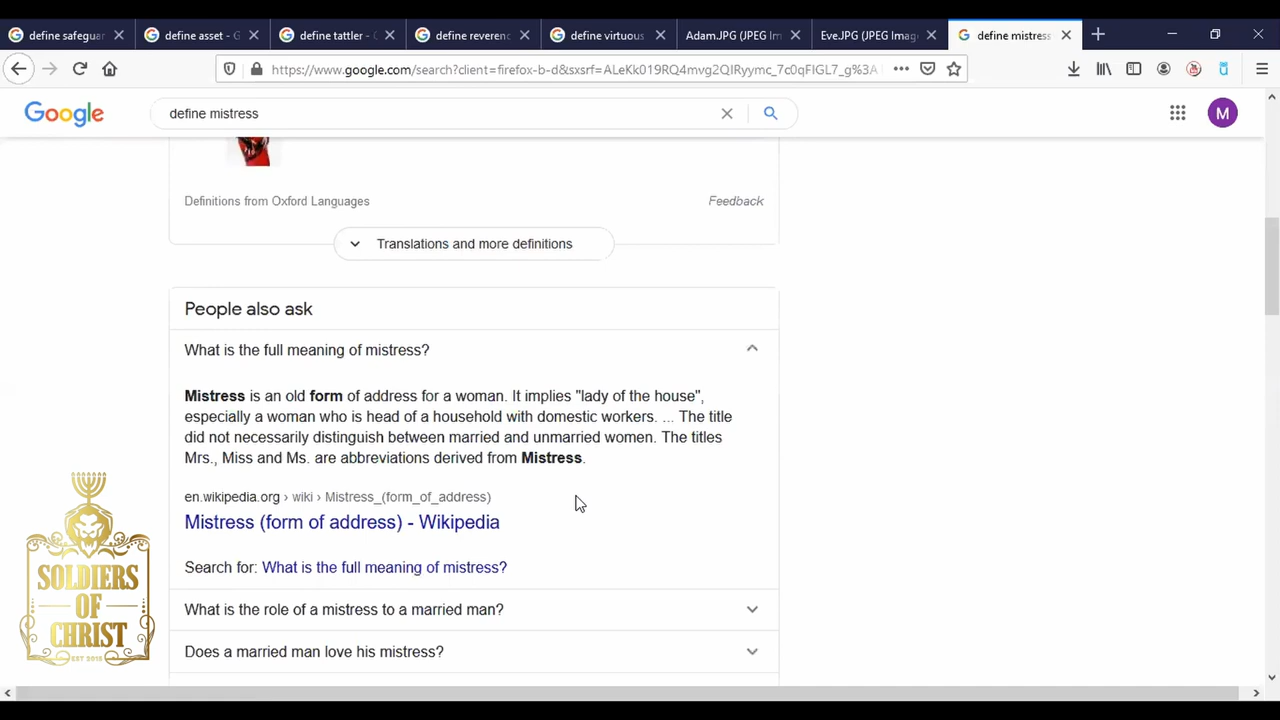 define safeguar
define asset - G
define tattler - G
define reverenc
define virtuous
Adam.JPG (JPEG Im
Eve.JPG (JPEG Image
define mistress
https://www.google.com/search?client=firefox-b-d&sxsrf=ALeKk019RQ4mvg2QIRyymc_7c0qFIGL7_g%3A
Google
define mistress
M
Definitions from Oxford Languages
Feedback
Translations and more definitions
People also ask
What is the full meaning of mistress?
Mistress is an old form of address for a woman. It implies "lady of the house",
especially a woman who is head of a household with domestic workers. ... The title
did not necessarily distinguish between married and unmarried women. The titles
Mrs., Miss and Ms. are abbreviations derived from Mistress.
en.wikipedia.org › wiki › Mistress_(form_of_address)
Mistress (form of address) - Wikipedia
Search for: What is the full meaning of mistress?
What is the role of a mistress to a married man?
Does a married man love his mistress?
SOLDIERS
OF
CHRIST
EST 2015